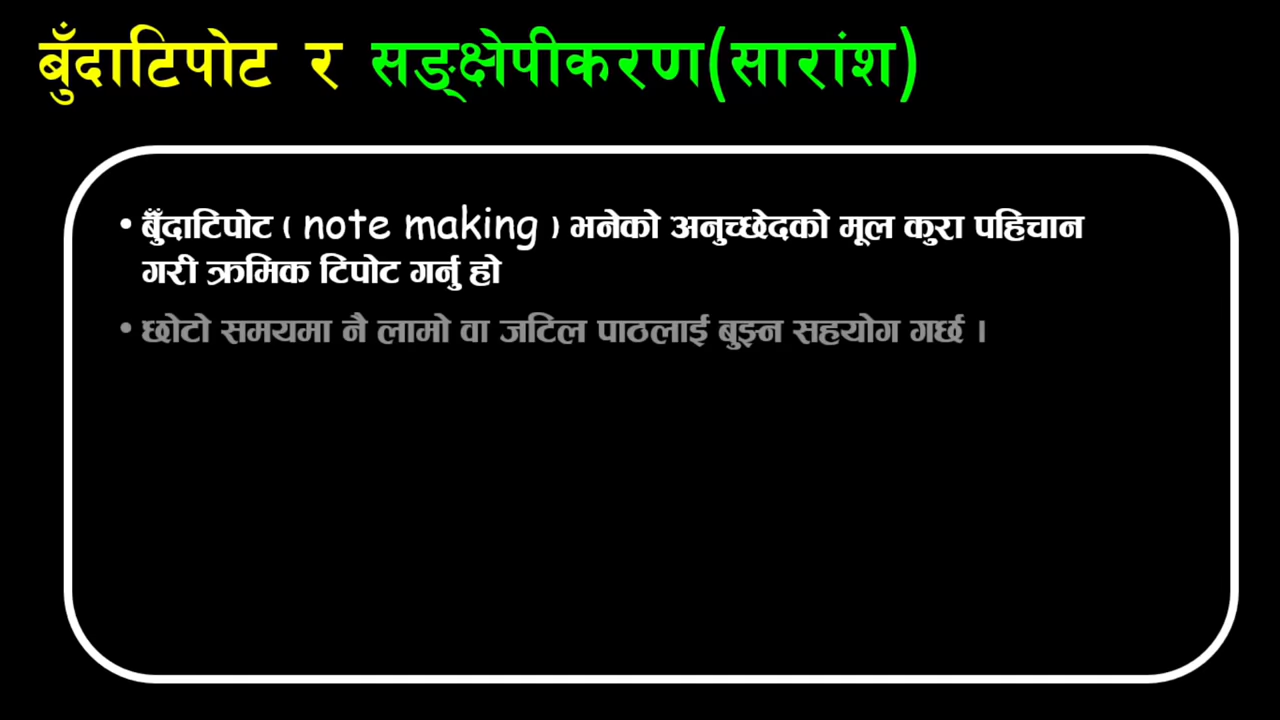 बुँदाटिपोट र सङ्क्षेपीकरण(सारांश)
• बुँदाटिपोट ( note making ) भनेको अनुच्छेदको मूल कुरा पहिचान
गरी क्रमिक टिपोट गर्नु हो
• छोटो समयमा नै लामो वा जटिल पाठलाई बुझ्न सहयोग गर्छ ।